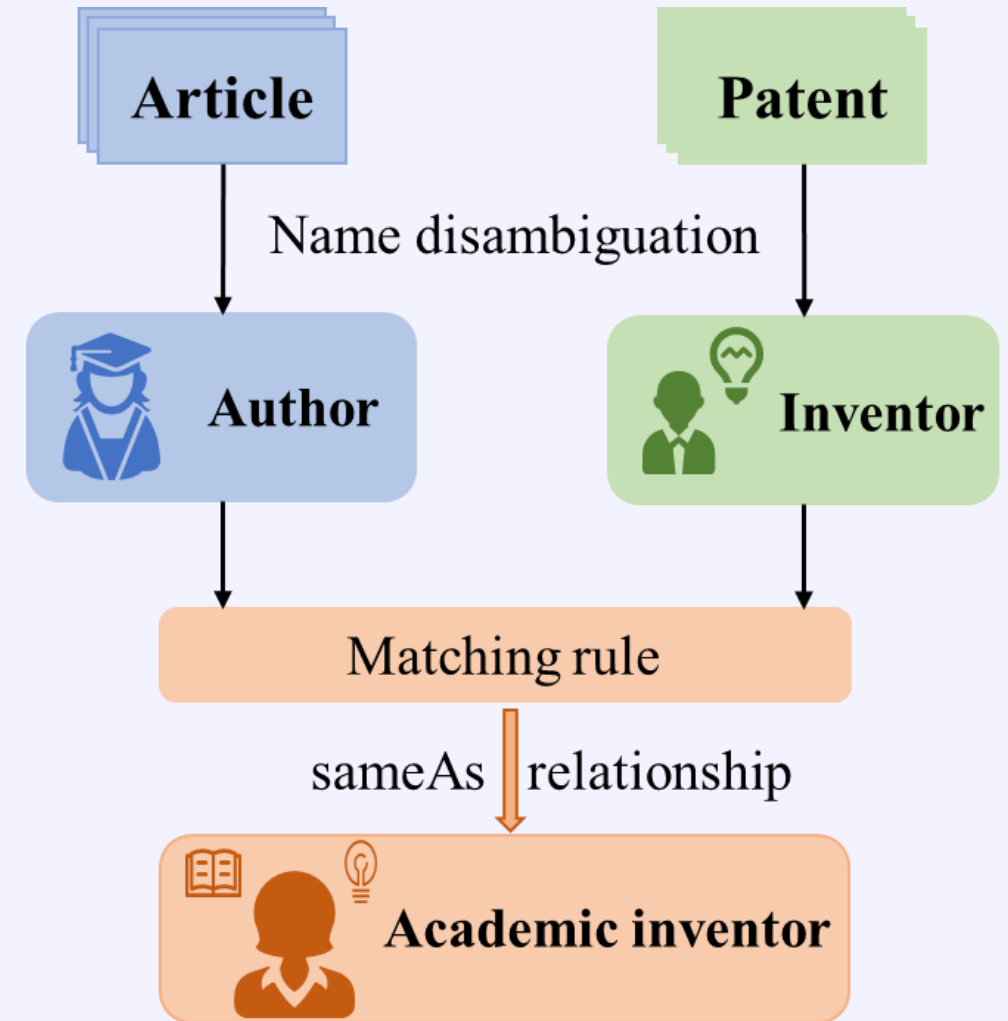 Article
Patent
Name disambiguation
Author
Inventor
Matching rule
sameAs relationship
Academic inventor